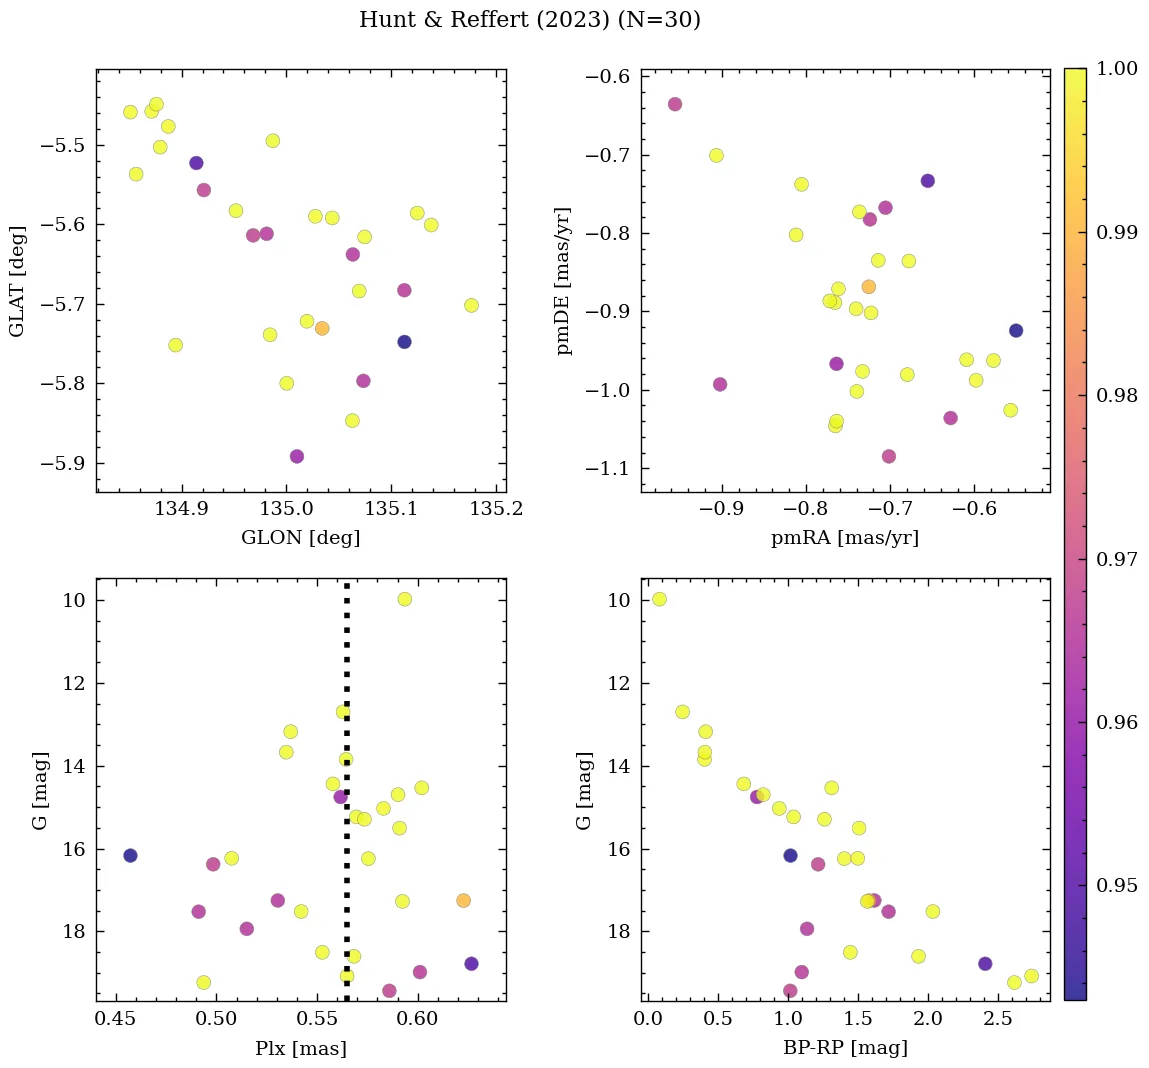 Hunt & Reffert (2023) (N=30)
−5.5
−5.6
−5.7
−5.8
−5.9
GLAT [deg]
134.9 135.0 135.1 135.2
GLON [deg]
−0.6
−0.7
−0.8
−0.9
−1.0
−1.1
pmDE [mas/yr]
−0.9 −0.8 −0.7 −0.6
pmRA [mas/yr]
1.00
0.99
0.98
0.97
0.96
0.95
10
12
14
16
18
G [mag]
0.45 0.50 0.55 0.60
Plx [mas]
10
12
14
16
18
G [mag]
0.0 0.5 1.0 1.5 2.0 2.5
BP-RP [mag]